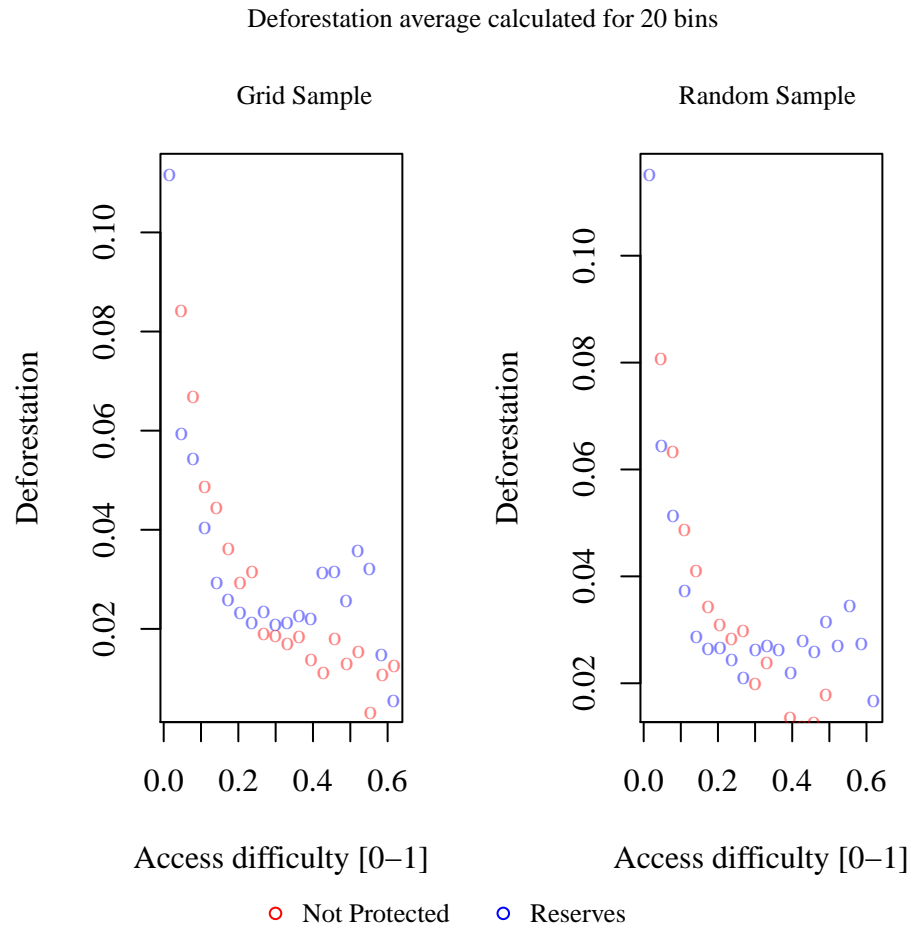 Deforestation average calculated for 20 bins
Grid Sample
Random Sample
Deforestation
0.10
0.08
0.06
0.04
0.02
0.0 0.2 0.4 0.6
Access difficulty [0–1]
Deforestation
0.10
0.08
0.06
0.04
0.02
0.0 0.2 0.4 0.6
Access difficulty [0–1]
Not Protected
Reserves